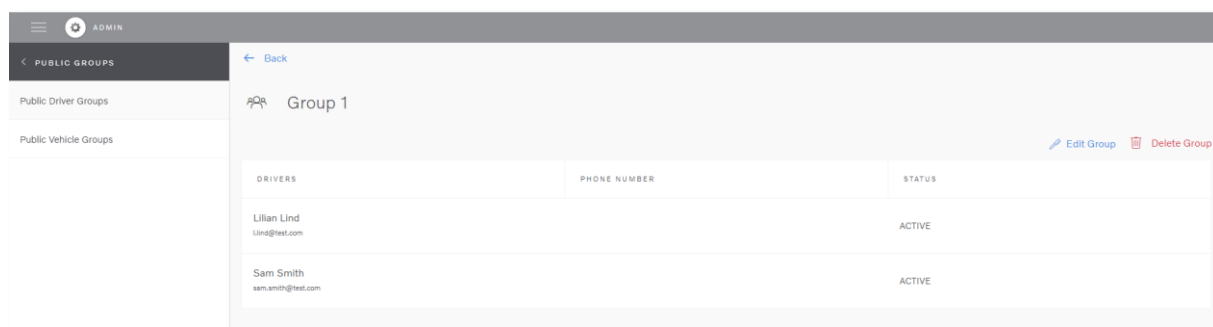 ADMIN
PUBLIC GROUPS
Public Driver Groups
Public Vehicle Groups
← Back
Group 1
Edit Group Delete Group
DRIVERS PHONE NUMBER STATUS
Lilian Lind ACTIVE
l.lind@test.com
Sam Smith ACTIVE
sam.smith@test.com